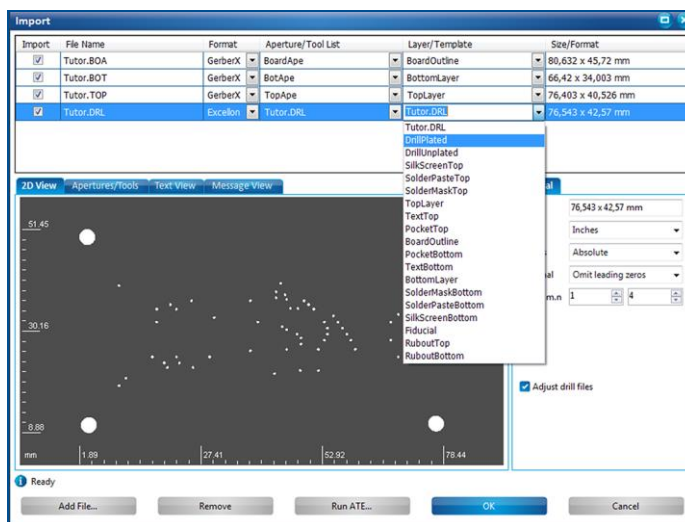 Import
Import File Name Format Aperture/Tool List Layer/Template Size/Format
Tutor.BOA GerberX BoardApe BoardOutline 80,632 x 45,72 mm
Tutor.BOT GerberX BotApe BottomLayer 66,42 x 34,003 mm
Tutor.TOP GerberX TopApe TopLayer 76,403 x 40,526 mm
Tutor.DRL Excellon Tutor.DRL Tutor.DRL 76,543 x 42,57 mm
Tutor.DRL
DrillPlated
DrillUnplated
SilkScreenTop
SolderPasteTop
SolderMaskTop
TopLayer
TextTop
PocketTop
BoardOutline
PocketBottom
TextBottom
BottomLayer
SolderMaskBottom
SolderPasteBottom
SilkScreenBottom
Fiducial
RuboutTop
RuboutBottom
2D View Apertures/Tools Text View Message View
51.45
30.16
8.88
mm 1.89 27.41 52.92 78.44
76,543 x 42,57 mm
Inches
Absolute
Omit leading zeros
m.n 1 4
Adjust drill files
Ready
Add File... Remove Run ATE... OK Cancel